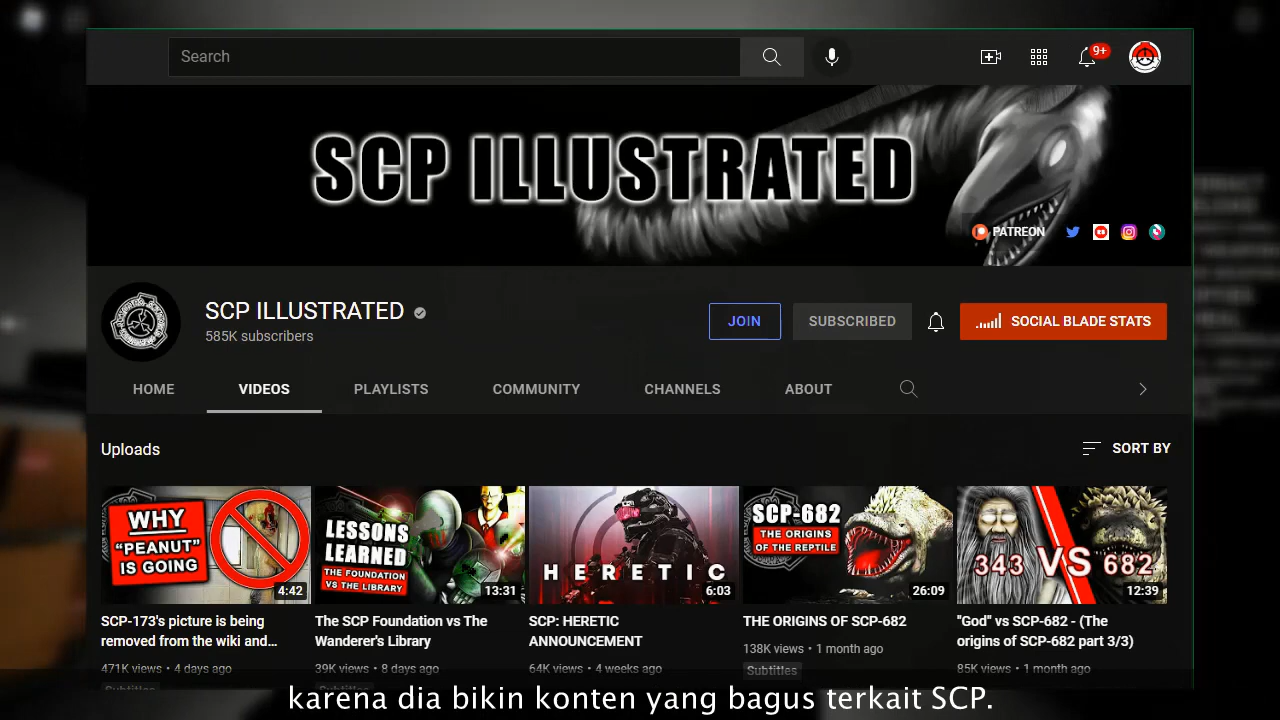 Search
9+
SCP ILLUSTRATED
PATREON
SCP ILLUSTRATED
585K subscribers
JOIN
SUBSCRIBED
SOCIAL BLADE STATS
HOME
VIDEOS
PLAYLISTS
COMMUNITY
CHANNELS
ABOUT
Uploads
SORT BY
WHY
"PEANUT"
IS GOING
4:42
LESSONS
LEARNED
THE FOUNDATION
VS THE LIBRARY
13:31
HERETIC
6:03
SCP-682
THE ORIGINS
OF THE REPTILE
26:09
343 VS 682
12:39
SCP-173's picture is being
removed from the wiki and...
471K views • 4 days ago
Subtitles
The SCP Foundation vs The
Wanderer's Library
39K views • 8 days ago
Subtitles
SCP: HERETIC
ANNOUNCEMENT
64K views • 4 weeks ago
THE ORIGINS OF SCP-682
138K views • 1 month ago
Subtitles
"God" vs SCP-682 - (The
origins of SCP-682 part 3/3)
85K views • 1 month ago
karena dia bikin konten yang bagus terkait SCP.